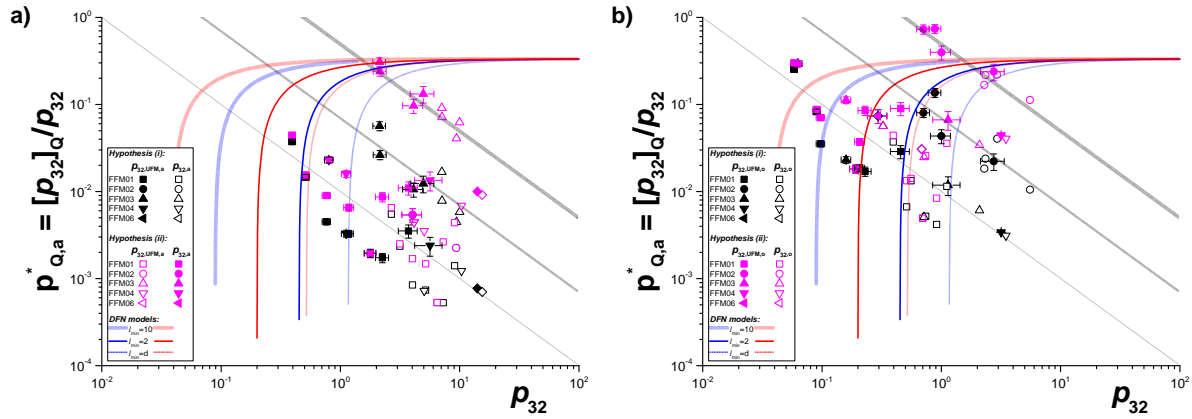 a)
p*Q,a = [p32]Q/p32
10^0
10^-1
10^-2
10^-3
10^-4
Hypothesis (i):
p32,UFM,a p32,a
FFM01
FFM02
FFM03
FFM04
FFM06
Hypothesis (ii):
p32,UFM,a p32,a
FFM01
FFM02
FFM03
FFM04
FFM06
DFN models:
lmin=10
lmin=2
lmin=d
10^-2 10^-1 10^0 10^1 10^2
p32
b)
p*Q,a = [p32]Q/p32
10^0
10^-1
10^-2
10^-3
10^-4
Hypothesis (i):
p32,UFM,o p32,o
FFM01
FFM02
FFM03
FFM04
FFM06
Hypothesis (ii):
p32,UFM,o p32,o
FFM01
FFM02
FFM03
FFM04
FFM06
DFN models:
lmin=10
lmin=2
lmin=d
10^-2 10^-1 10^0 10^1 10^2
p32